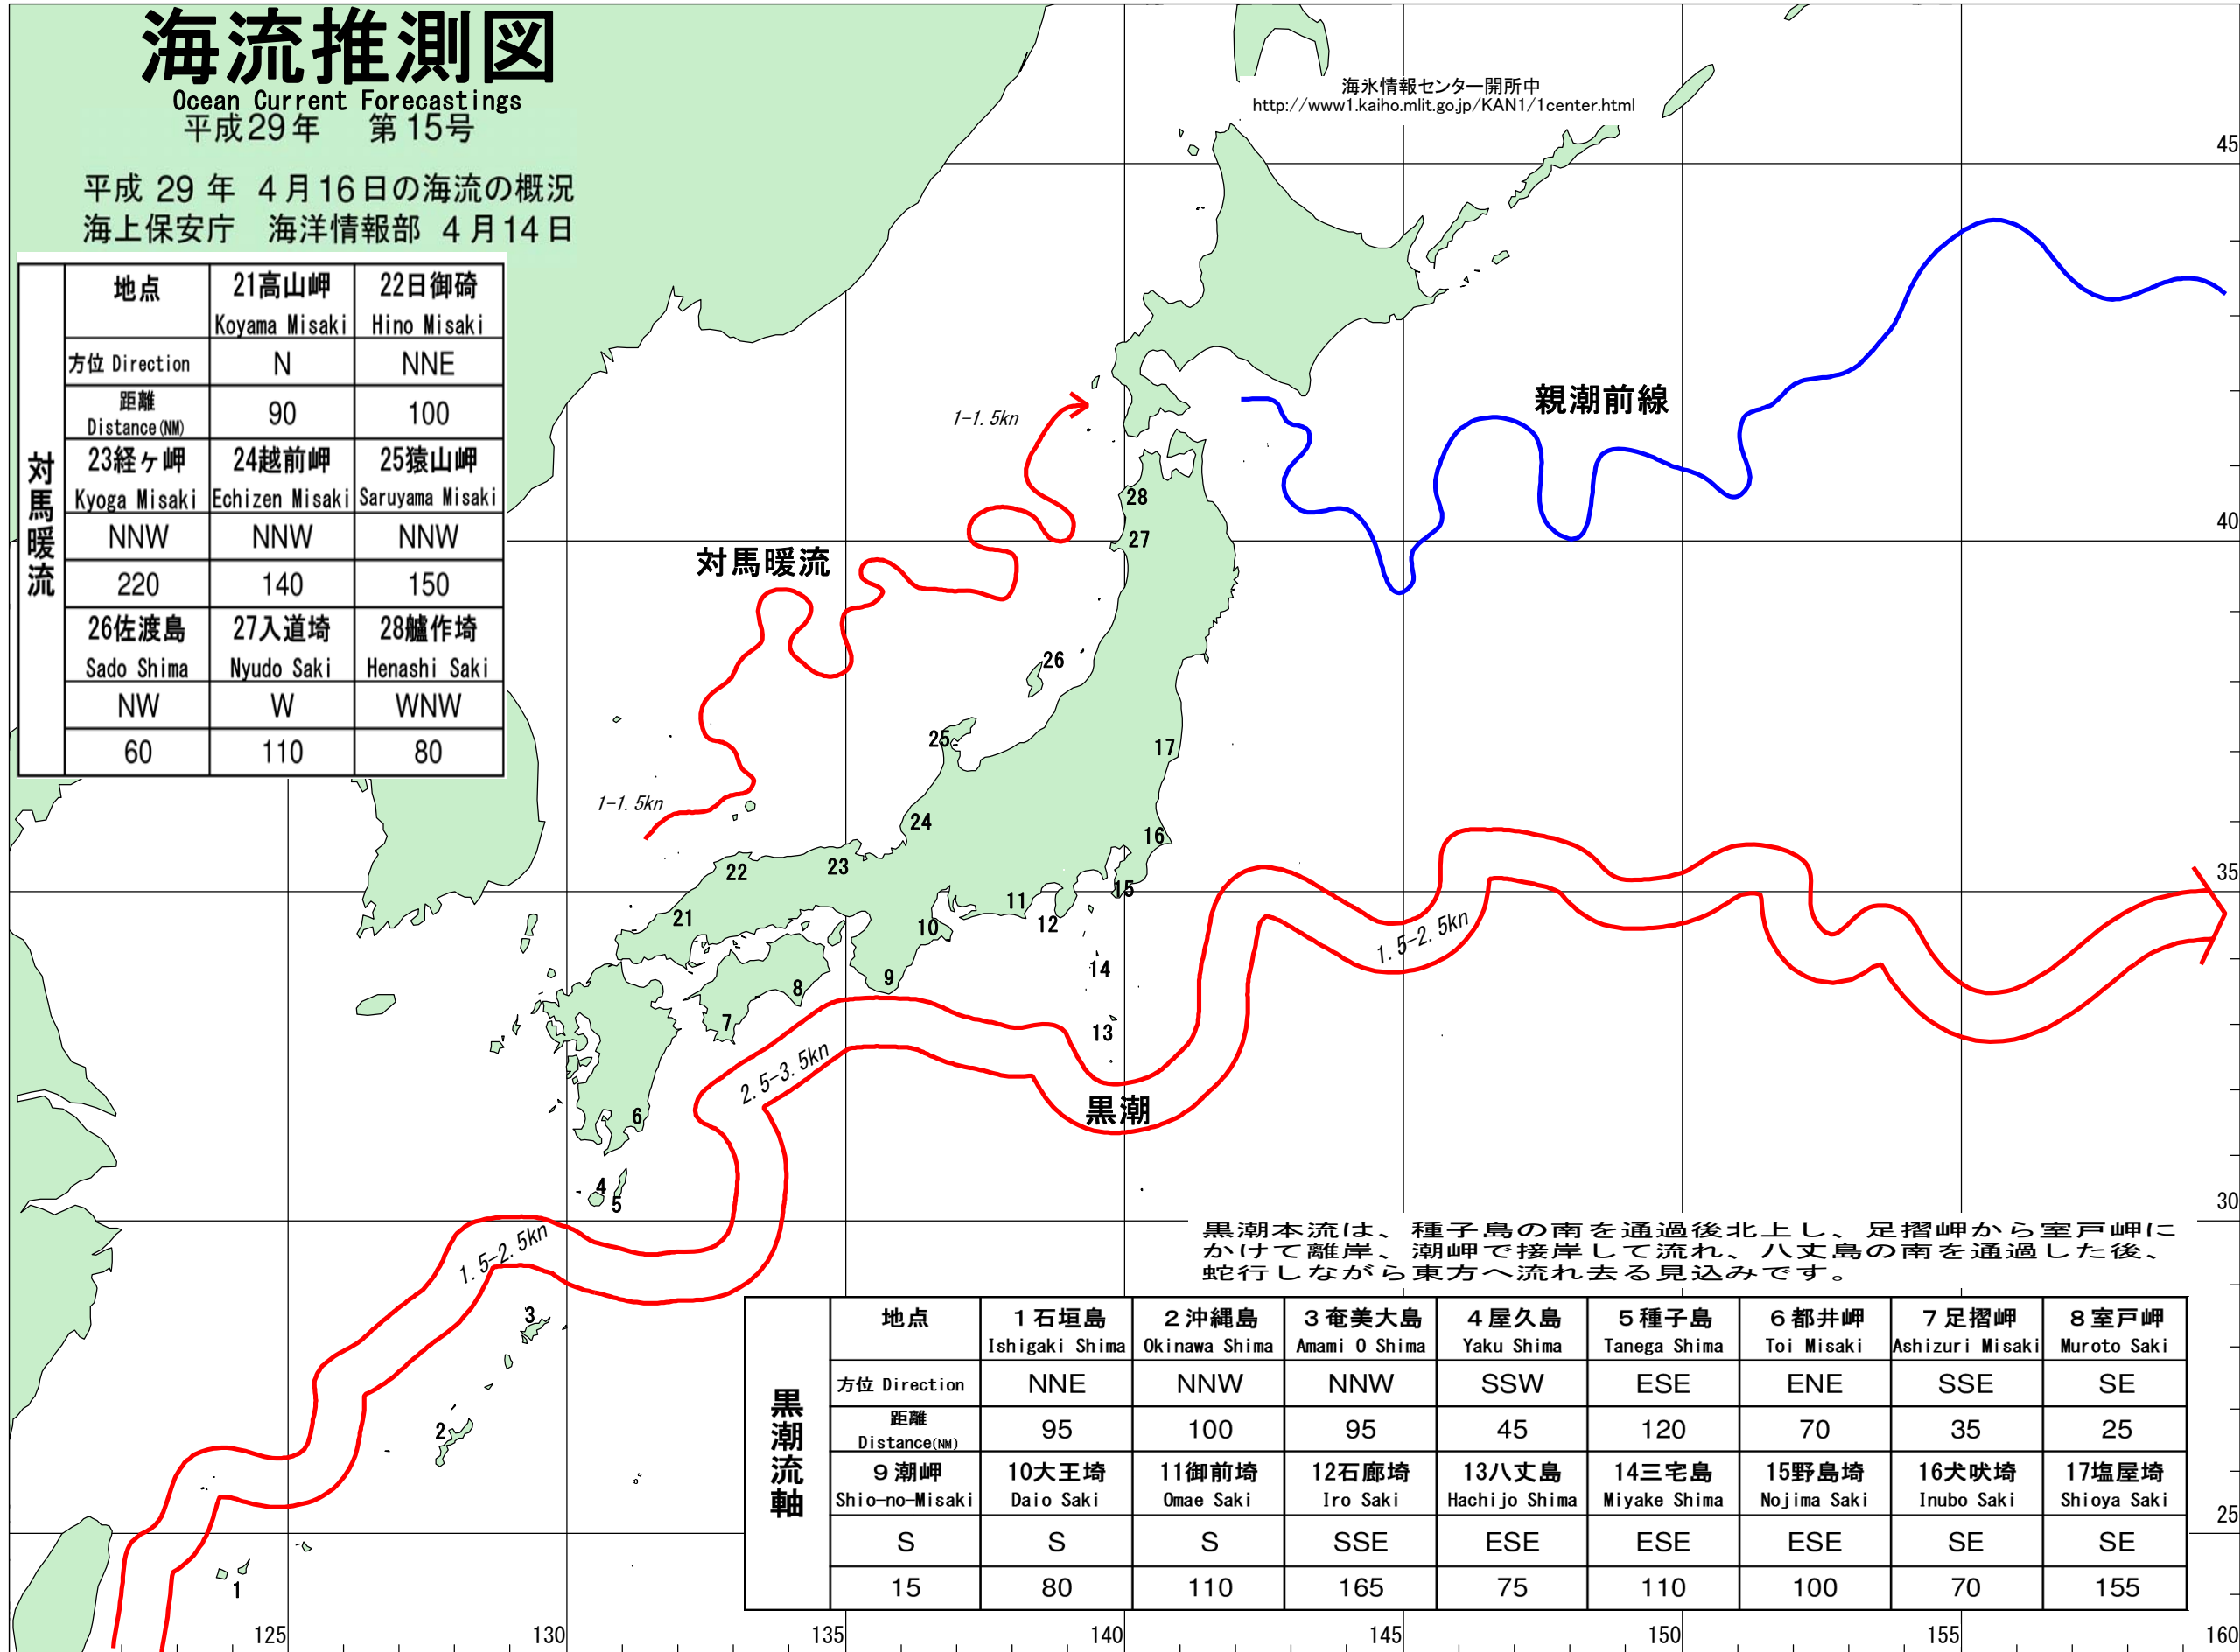 海流推測図
Ocean Current Forecastings
平成29年 第15号
平成 29 年 4月16日の海流の概況
海上保安庁 海洋情報部 4月14日
海氷情報センター開所中
http://www1.kaiho.mlit.go.jp/KAN1/1center.html
対馬暖流
地点 21高山岬 22日御碕
Koyama Misaki Hino Misaki
方位 Direction N NNE
距離
Distance(NM) 90 100
23経ヶ岬 24越前岬 25猿山岬
Kyoga Misaki Echizen Misaki Saruyama Misaki
NNW NNW NNW
220 140 150
26佐渡島 27入道埼 28艫作埼
Sado Shima Nyudo Saki Henashi Saki
NW W WNW
60 110 80
45
親潮前線
1-1.5kn
28
40
27
対馬暖流
26
25
17
1-1.5kn
24
16
22
23
35
15
11
21
12
10
1.5-2.5kn
14
9
8
7
13
2.5-3.5kn
黒潮
6
4
5
30
1.5-2.5kn
3
2
25
1
黒潮本流は、種子島の南を通過後北上し、足摺岬から室戸岬に
かけて離岸、潮岬で接岸して流れ、八丈島の南を通過した後、
蛇行しながら東方へ流れ去る見込みです。
黒潮流軸
地点 1石垣島 2沖縄島 3奄美大島 4屋久島 5種子島 6都井岬 7足摺岬 8室戸岬
Ishigaki Shima Okinawa Shima Amami O Shima Yaku Shima Tanega Shima Toi Misaki Ashizuri Misaki Muroto Saki
方位 Direction NNE NNW NNW SSW ESE ENE SSE SE
距離
Distance(NM) 95 100 95 45 120 70 35 25
9潮岬 10大王埼 11御前埼 12石廊埼 13八丈島 14三宅島 15野島埼 16犬吠埼 17塩屋埼
Shio-no-Misaki Daio Saki Omae Saki Iro Saki Hachijo Shima Miyake Shima Nojima Saki Inubo Saki Shioya Saki
S S S SSE ESE ESE ESE SE SE
15 80 110 165 75 110 100 70 155
125 130 135 140 145 150 155 160